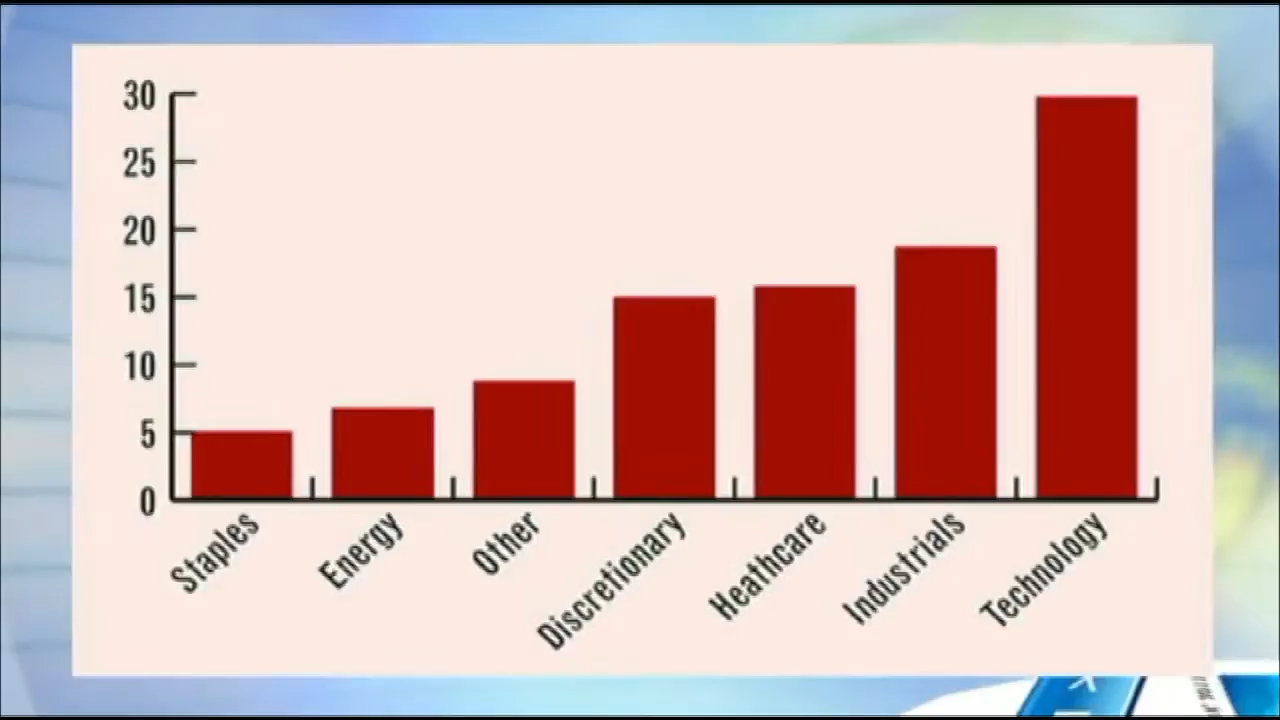 30
25
20
15
10
5
0
Staples
Energy
Other
Discretionary
Heathcare
Industrials
Technology